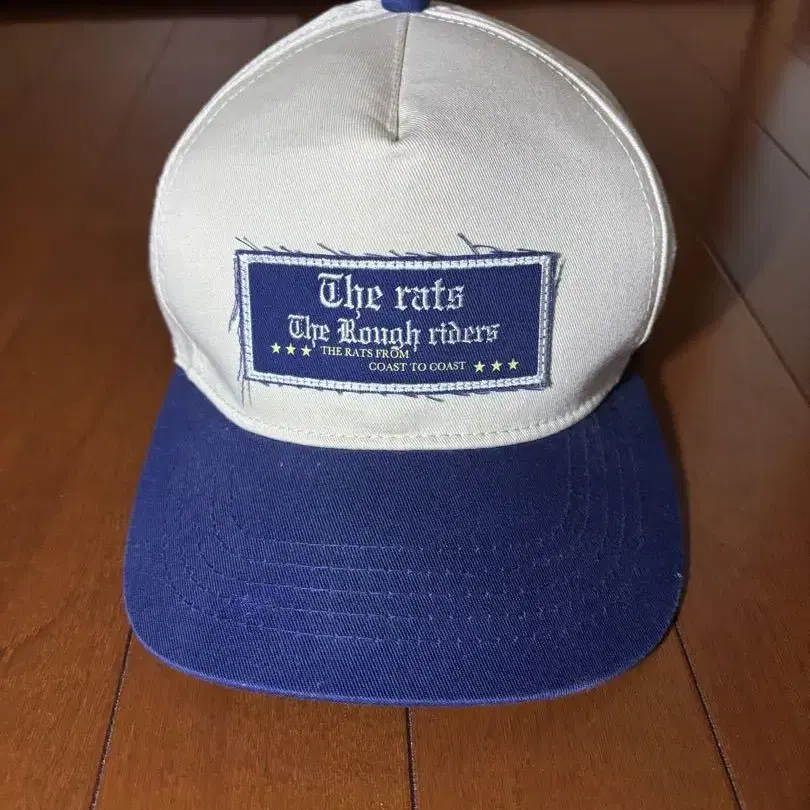 The rats
The Rough riders
★★★ THE RATS FROM
COAST TO COAST ★★★